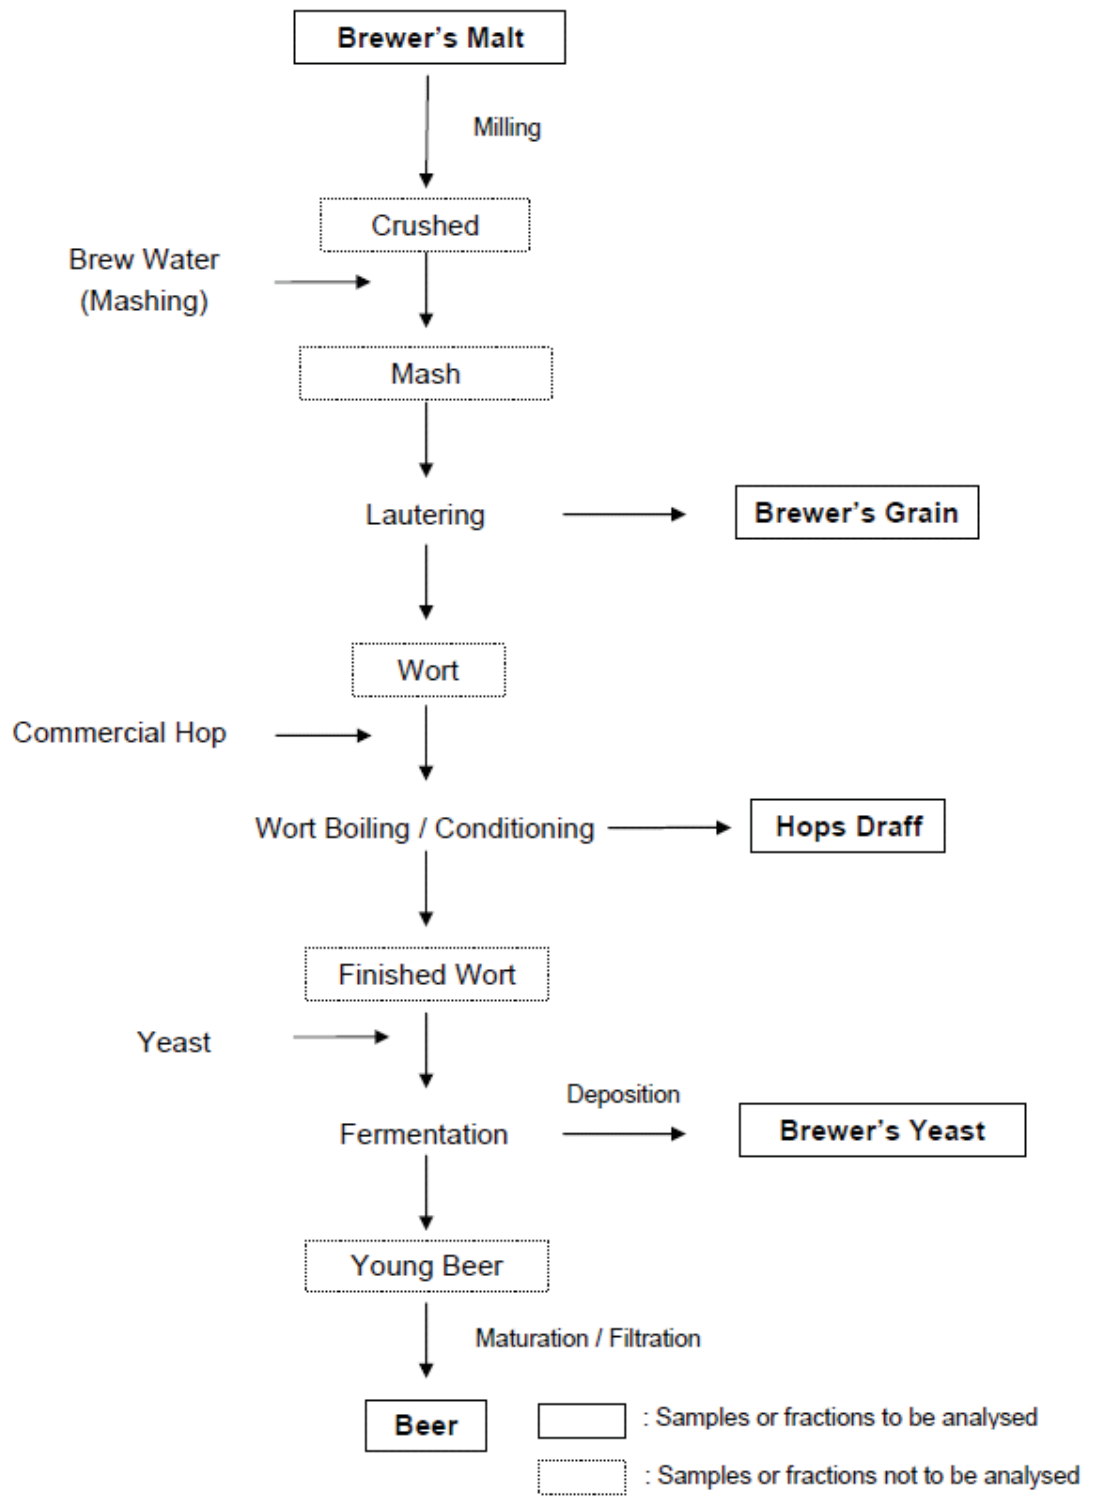 Brewer's Malt
Milling
Crushed
Brew Water
(Mashing)
Mash
Lautering
Brewer's Grain
Wort
Commercial Hop
Wort Boiling / Conditioning
Hops Draff
Finished Wort
Yeast
Deposition
Fermentation
Brewer's Yeast
Young Beer
Maturation / Filtration
Beer
: Samples or fractions to be analysed
: Samples or fractions not to be analysed